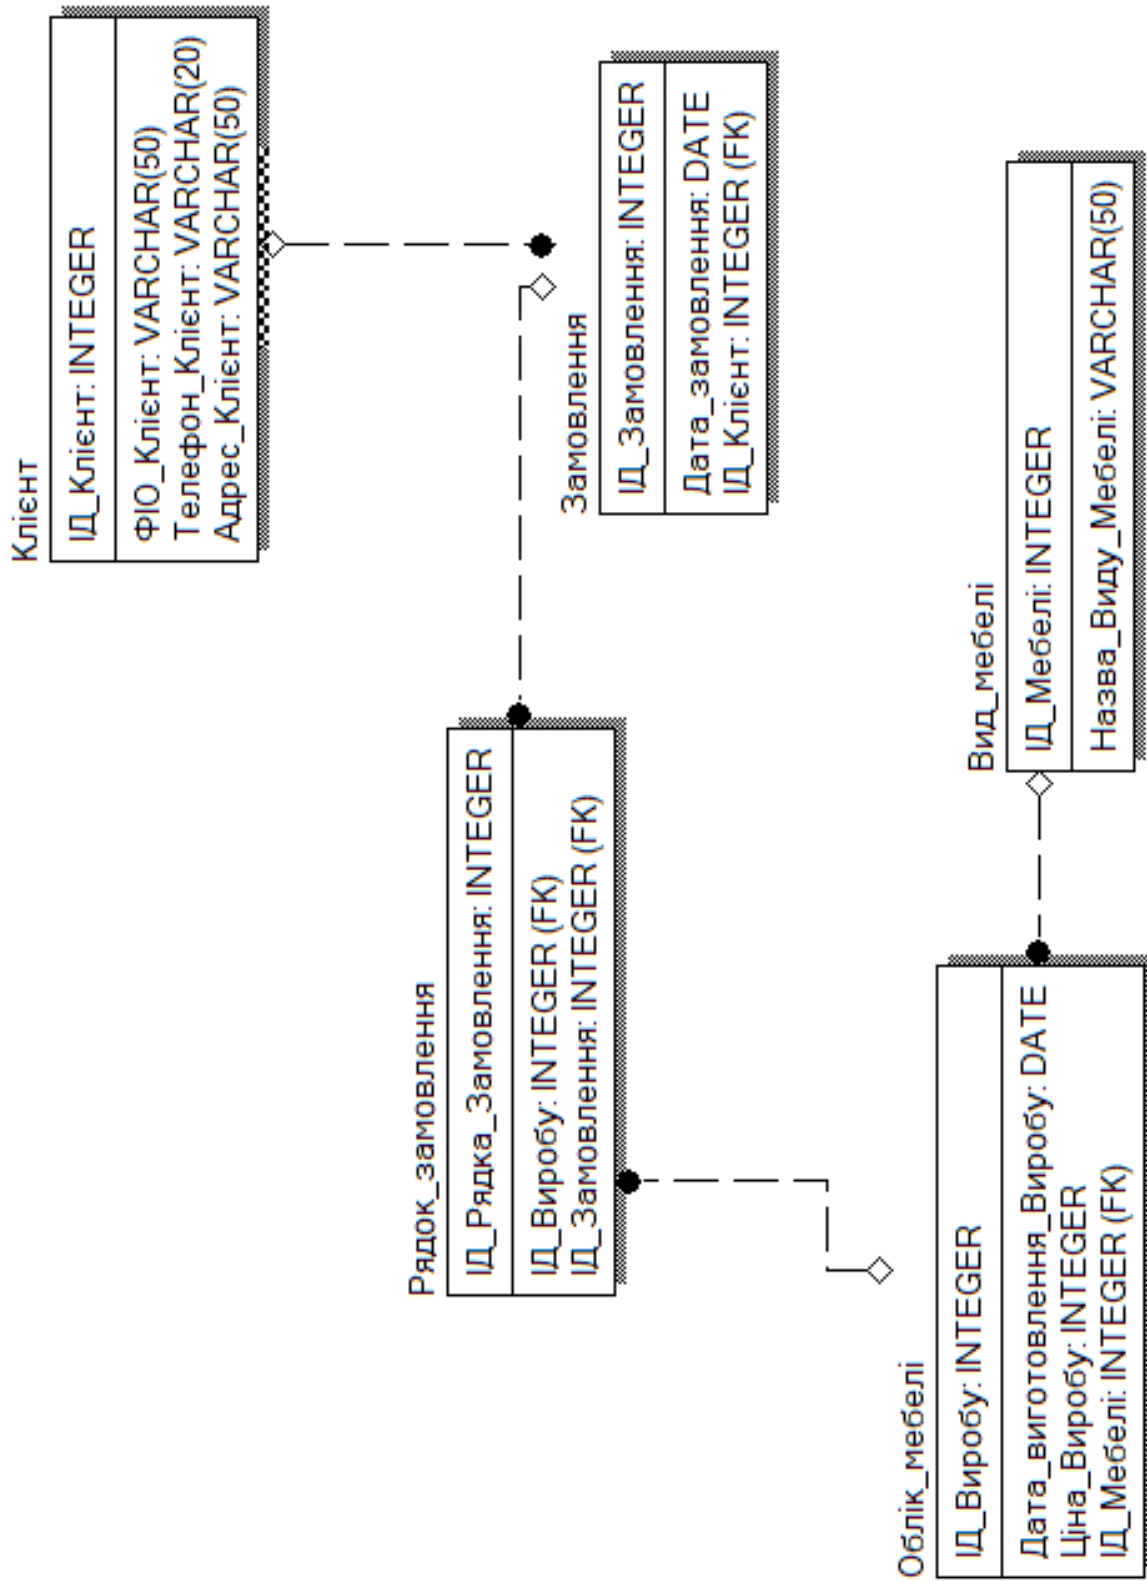 Клієнт
ІД_Клієнт: INTEGER
ФІО_Клієнт: VARCHAR(50)
Телефон_Клієнт: VARCHAR(20)
Адрес_Клієнт: VARCHAR(50)
Рядок_замовлення
ІД_Рядка_Замовлення: INTEGER
ІД_Виробу: INTEGER (FK)
ІД_Замовлення: INTEGER (FK)
Замовлення
ІД_Замовлення: INTEGER
Дата_замовлення: DATE
ІД_Клієнт: INTEGER (FK)
Облік_мебелі
ІД_Виробу: INTEGER
Дата_виготовлення_Виробу: DATE
Ціна_Виробу: INTEGER
ІД_Мебелі: INTEGER (FK)
Вид_мебелі
ІД_Мебелі: INTEGER
Назва_Виду_Мебелі: VARCHAR(50)